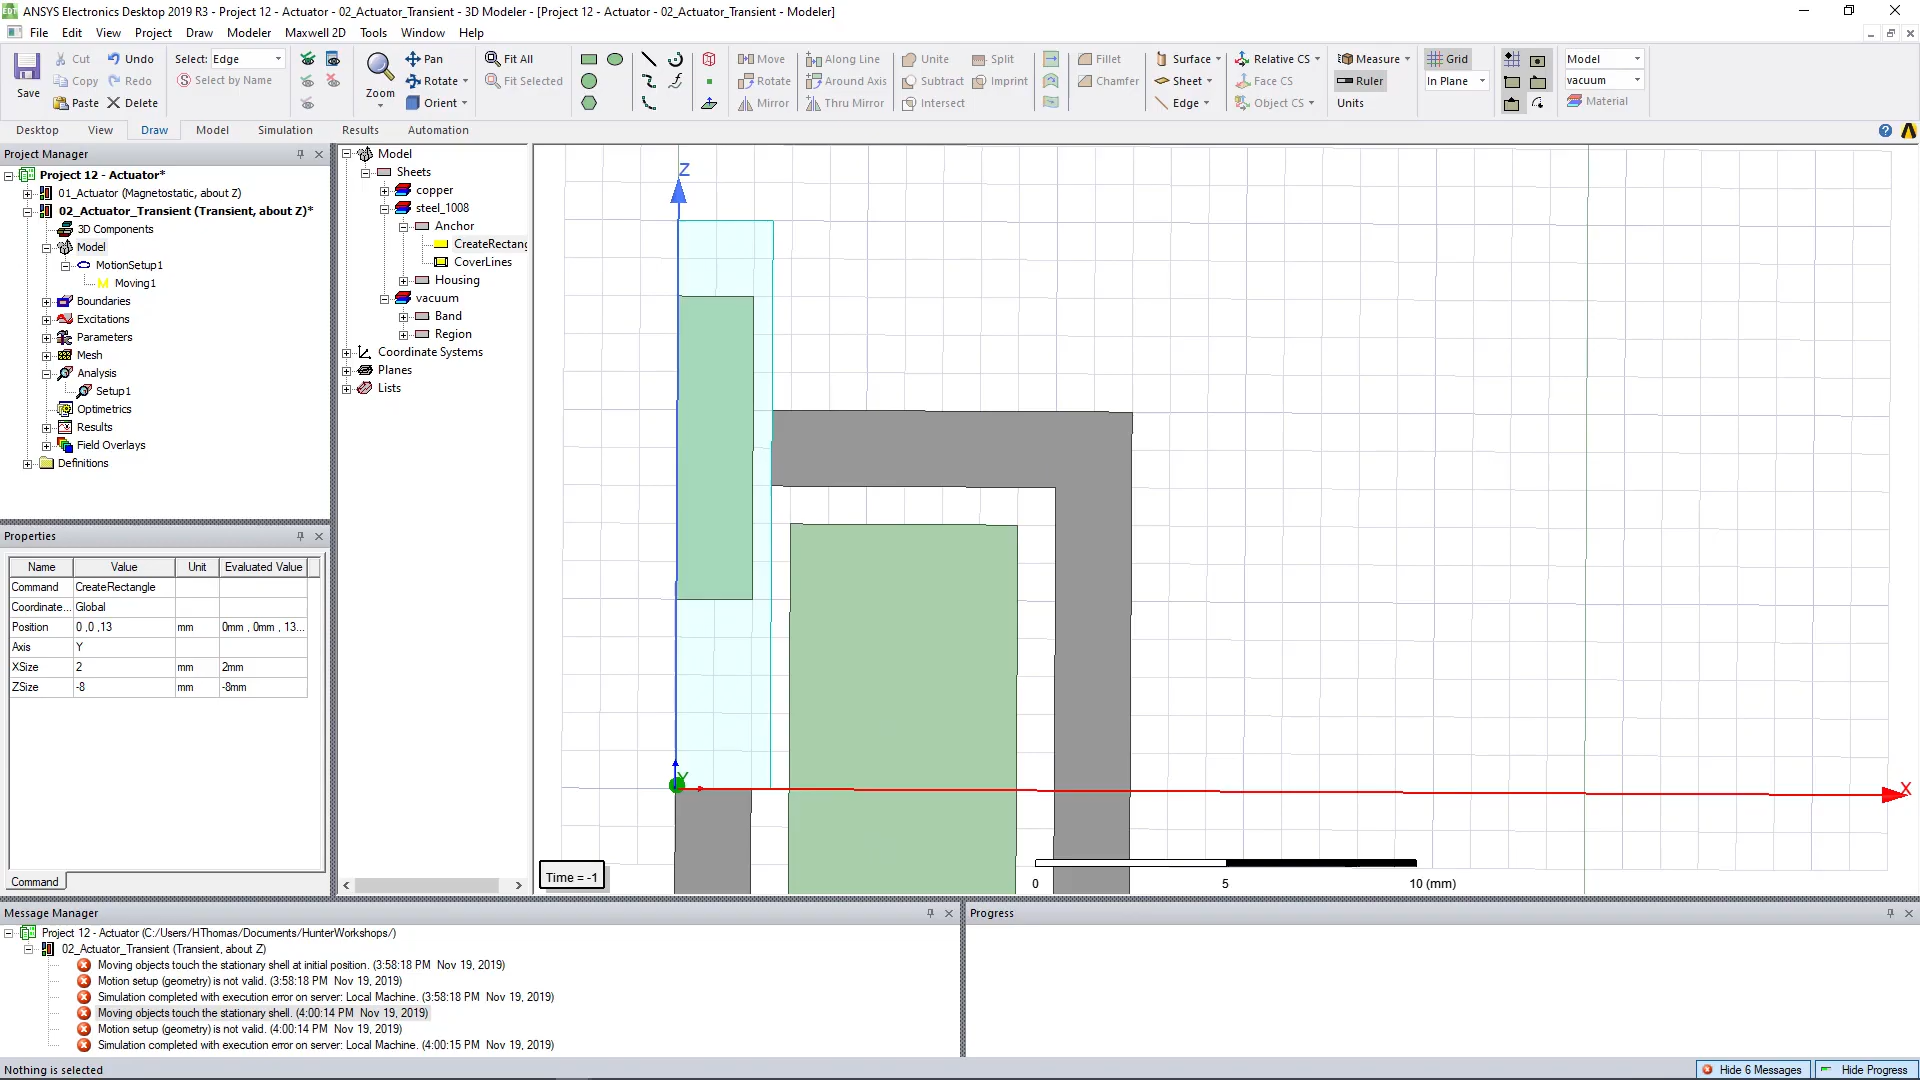 ANSYS Electronics Desktop 2019 R3 - Project 12 - Actuator - 02_Actuator_Transient - 3D Modeler - [Project 12 - Actuator - 02_Actuator_Transient - Modeler]
File Edit View Project Draw Modeler Maxwell 2D Tools Window Help
Save
Cut
Copy
Paste
Undo
Redo
Delete
Select: Edge
Select by Name
Zoom
Pan
Rotate
Orient
Fit All
Fit Selected
Move
Rotate
Mirror
Along Line
Around Axis
Thru Mirror
Unite
Subtract
Intersect
Split
Imprint
Fillet
Chamfer
Surface
Sheet
Edge
Relative CS
Face CS
Object CS
Measure
Ruler
Units
Grid
In Plane
Model
vacuum
Material
Desktop View Draw Model Simulation Results Automation
Project Manager
Project 12 - Actuator*
01_Actuator (Magnetostatic, about Z)
02_Actuator_Transient (Transient, about Z)*
3D Components
Model
MotionSetup1
Moving1
Boundaries
Excitations
Parameters
Mesh
Analysis
Setup1
Optimetrics
Results
Field Overlays
Definitions
Properties
Name Value Unit Evaluated Value
Command CreateRectangle
Coordinate... Global
Position 0 ,0 ,13 mm 0mm , 0mm , 13...
Axis Y
XSize 2 mm 2mm
ZSize -8 mm -8mm
Command
Model
Sheets
copper
steel_1008
Anchor
CreateRectang
CoverLines
Housing
vacuum
Band
Region
Coordinate Systems
Planes
Lists
Z
Y
X
Time = -1
0 5 10 (mm)
Message Manager
Project 12 - Actuator (C:/Users/HThomas/Documents/HunterWorkshops/)
02_Actuator_Transient (Transient, about Z)
Moving objects touch the stationary shell at initial position. (3:58:18 PM Nov 19, 2019)
Motion setup (geometry) is not valid. (3:58:18 PM Nov 19, 2019)
Simulation completed with execution error on server: Local Machine. (3:58:18 PM Nov 19, 2019)
Moving objects touch the stationary shell. (4:00:14 PM Nov 19, 2019)
Motion setup (geometry) is not valid. (4:00:14 PM Nov 19, 2019)
Simulation completed with execution error on server: Local Machine. (4:00:15 PM Nov 19, 2019)
Progress
Nothing is selected
Hide 6 Messages
Hide Progress